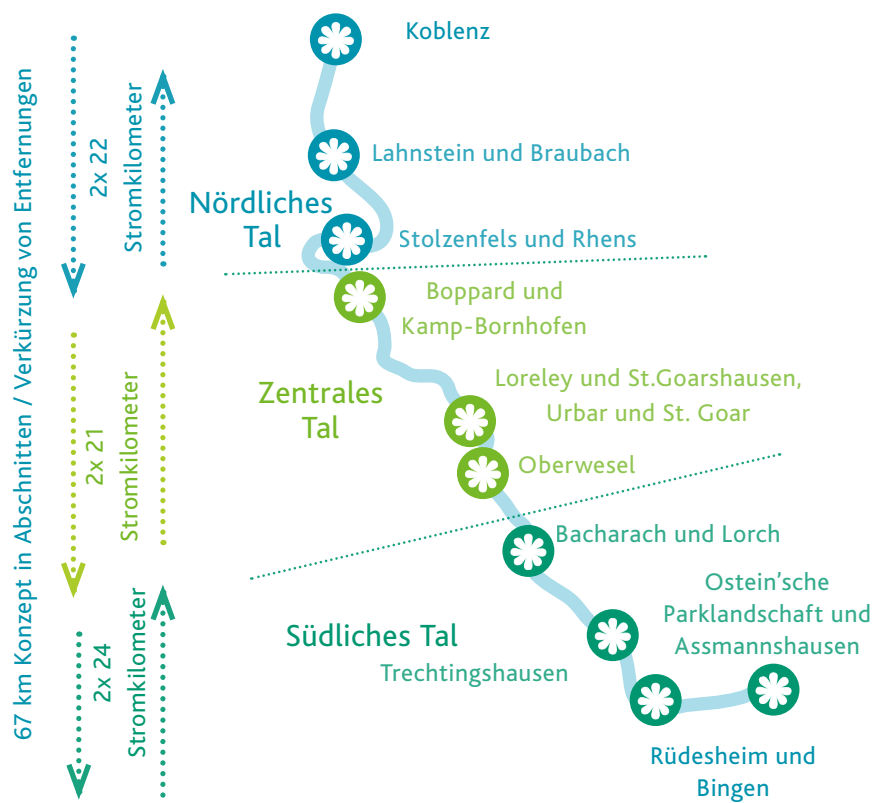 67 km Konzept in Abschnitten / Verkürzung von Entfernungen
2x 22
Stromkilometer
2x 21
Stromkilometer
2x 24
Stromkilometer
Koblenz
Lahnstein und Braubach
Nördliches
Tal
Stolzenfels und Rhens
Boppard und
Kamp-Bornhofen
Zentrales
Tal
Loreley und St.Goarshausen,
Urbar und St. Goar
Oberwesel
Bacharach und Lorch
Südliches Tal
Ostein'sche
Parklandschaft und
Assmannshausen
Trechtingshausen
Rüdesheim und
Bingen